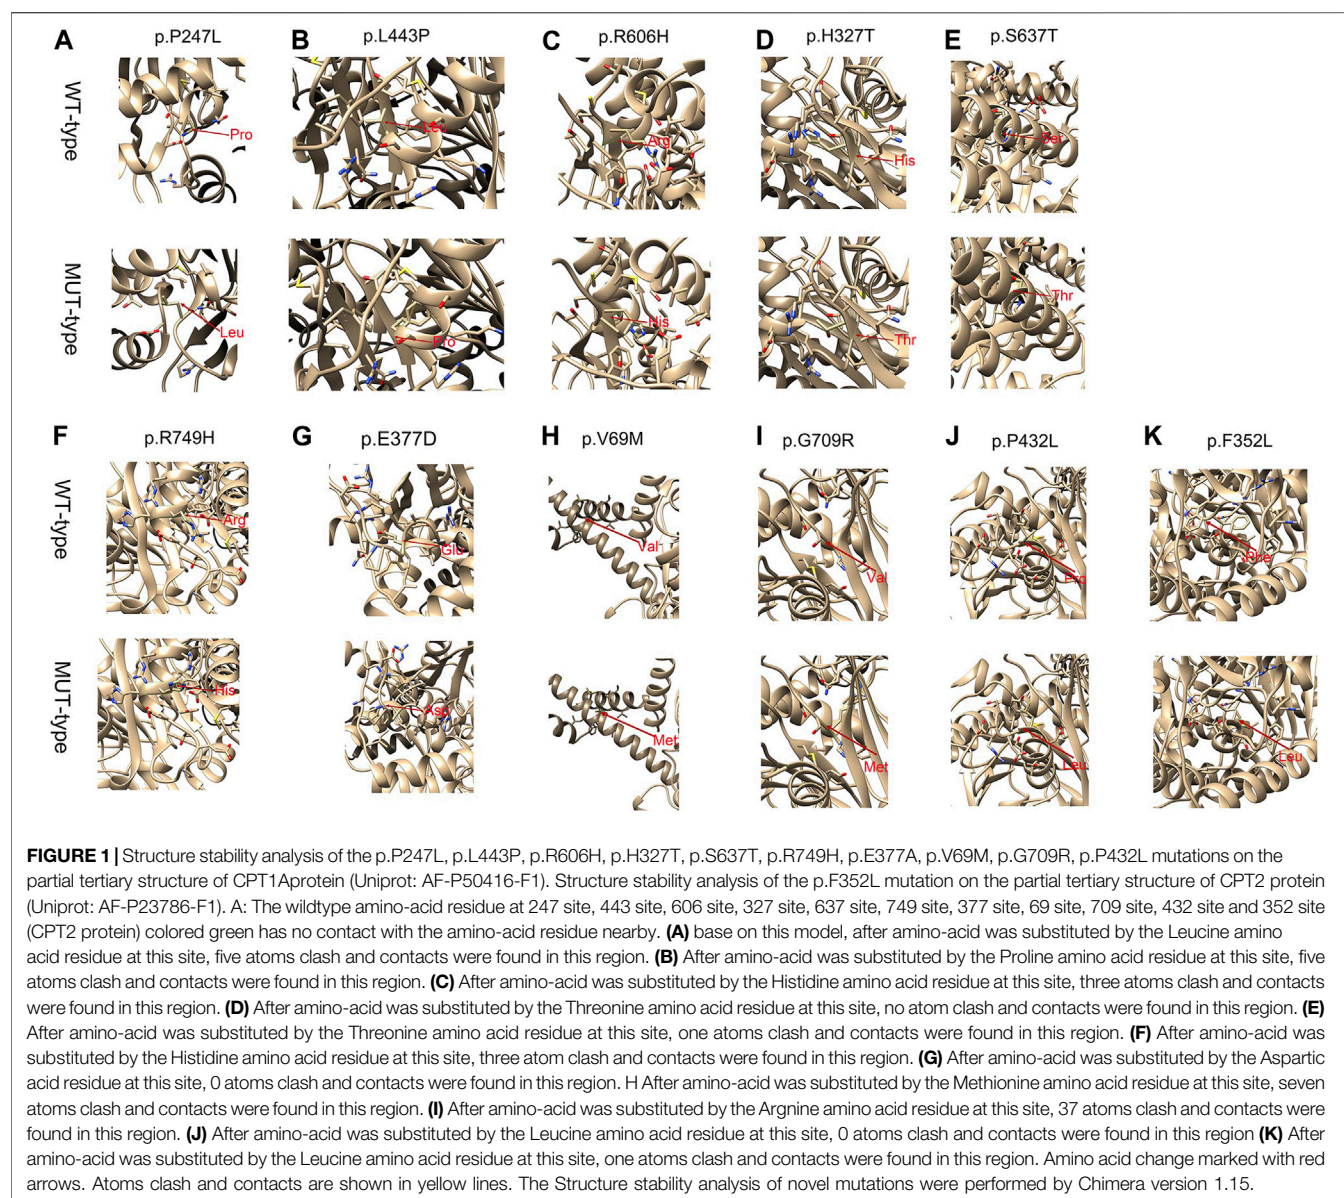 A p.P247L B p.L443P C p.R606H D p.H327T E p.S637T
WT-type
Pro Leu Arg His Ser
MUT-type
Leu Pro His Thr Thr
F p.R749H G p.E377D H p.V69M I p.G709R J p.P432L K p.F352L
WT-type
Arg Glu Val Val Pro Phe
MUT-type
His Asp Met Met Leu Leu
FIGURE 1 | Structure stability analysis of the p.P247L, p.L443P, p.R606H, p.H327T, p.S637T, p.R749H, p.E377A, p.V69M, p.G709R, p.P432L mutations on the
partial tertiary structure of CPT1Aprotein (Uniprot: AF-P50416-F1). Structure stability analysis of the p.F352L mutation on the partial tertiary structure of CPT2 protein
(Uniprot: AF-P23786-F1). A: The wildtype amino-acid residue at 247 site, 443 site, 606 site, 327 site, 637 site, 749 site, 377 site, 69 site, 709 site, 432 site and 352 site
(CPT2 protein) colored green has no contact with the amino-acid residue nearby. (A) base on this model, after amino-acid was substituted by the Leucine amino
acid residue at this site, five atoms clash and contacts were found in this region. (B) After amino-acid was substituted by the Proline amino acid residue at this site, five
atoms clash and contacts were found in this region. (C) After amino-acid was substituted by the Histidine amino acid residue at this site, three atoms clash and contacts
were found in this region. (D) After amino-acid was substituted by the Threonine amino acid residue at this site, no atom clash and contacts were found in this region. (E)
After amino-acid was substituted by the Threonine amino acid residue at this site, one atoms clash and contacts were found in this region. (F) After amino-acid was
substituted by the Histidine amino acid residue at this site, three atom clash and contacts were found in this region. (G) After amino-acid was substituted by the Aspartic
acid residue at this site, 0 atoms clash and contacts were found in this region. H After amino-acid was substituted by the Methionine amino acid residue at this site, seven
atoms clash and contacts were found in this region. (I) After amino-acid was substituted by the Argnine amino acid residue at this site, 37 atoms clash and contacts were
found in this region. (J) After amino-acid was substituted by the Leucine amino acid residue at this site, 0 atoms clash and contacts were found in this region (K) After
amino-acid was substituted by the Leucine amino acid residue at this site, one atoms clash and contacts were found in this region. Amino acid change marked with red
arrows. Atoms clash and contacts are shown in yellow lines. The Structure stability analysis of novel mutations were performed by Chimera version 1.15.